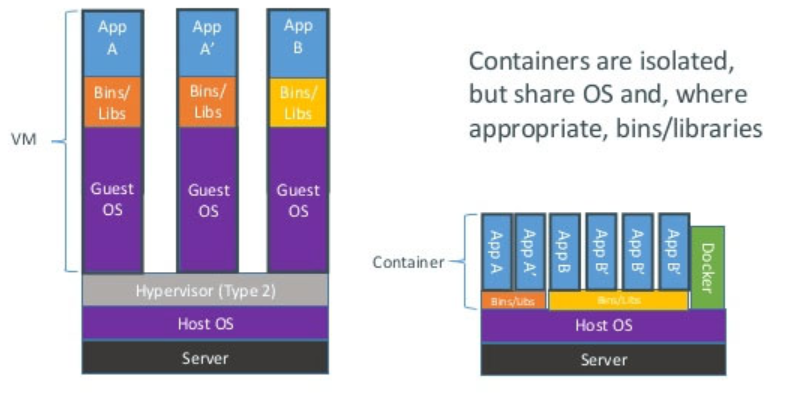 App
A
App
A’
App
B
Bins/
Libs
Bins/
Libs
Bins/
Libs
VM
Guest
OS
Guest
OS
Guest
OS
Hypervisor (Type 2)
Host OS
Server
Containers are isolated,
but share OS and, where
appropriate, bins/libraries
Container
App A
App A’
App B
App B’
App B’
App B’
Docker
Bins/Libs
Bins/Libs
Host OS
Server